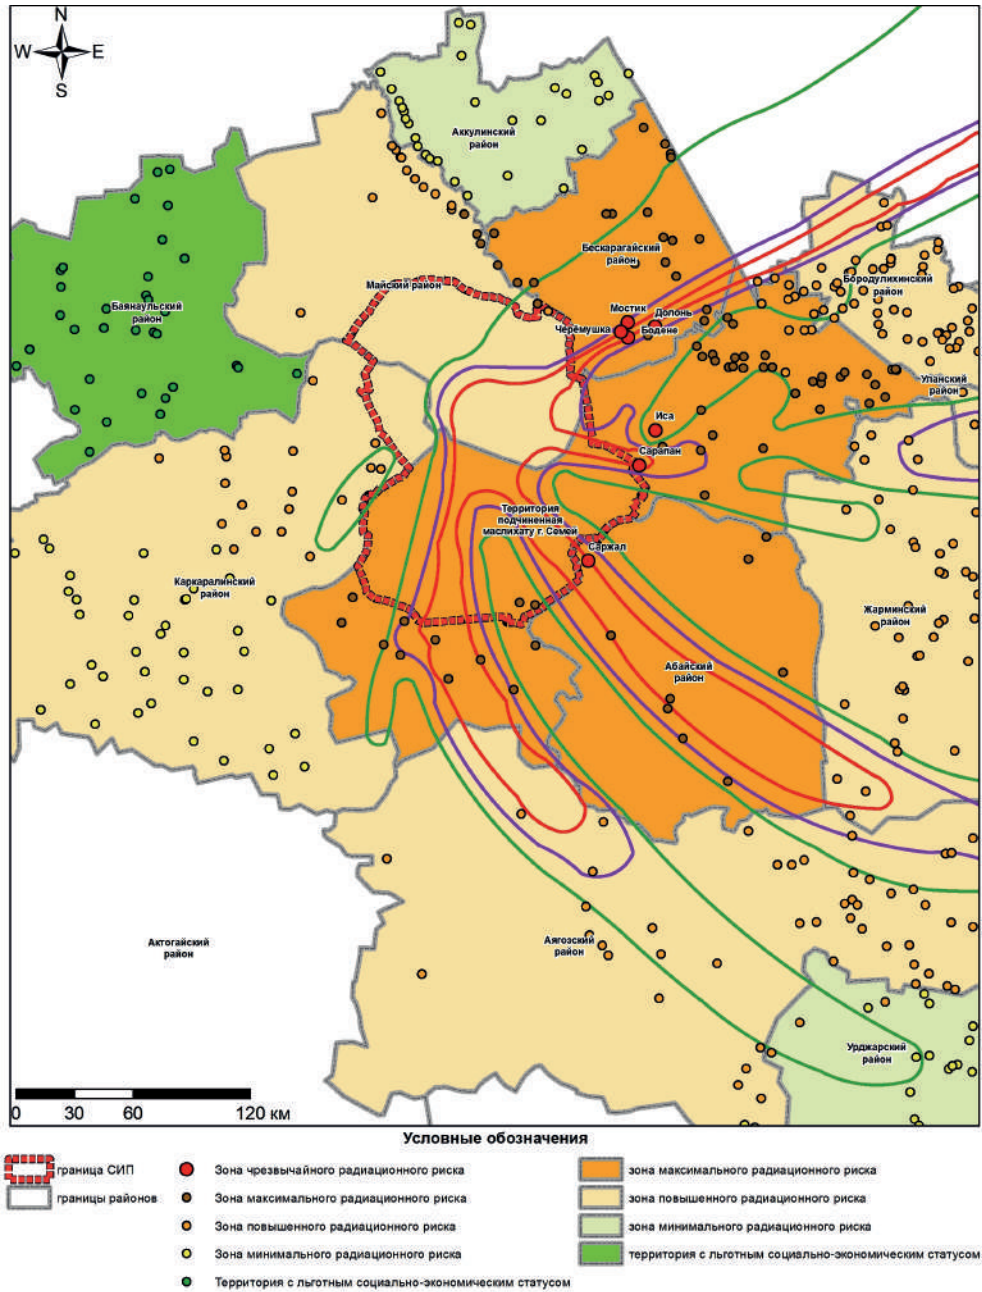 N
W E
S
Аккулинский
район
Бескарагайский
район
Майский район
Бородулихинский
район
Баянаульский
район
Мостик
Долонь
Черёмушка
Бодене
Уланский
район
Иса
Сарапан
Территория
подчиненная
маслихату г. Семей
Саржал
Каркаралинский
район
Жарминский
район
Абайский
район
Актогайский
район
Аягозский
район
Урджарский
район
0 30 60 120 км
Условные обозначения
граница СИП
границы районов
Зона чрезвычайного радиационного риска
Зона максимального радиационного риска
Зона повышенного радиационного риска
Зона минимального радиационного риска
Территория с льготным социально-экономическим статусом
зона максимального радиационного риска
зона повышенного радиационного риска
зона минимального радиационного риска
территория с льготным социально-экономическим статусом